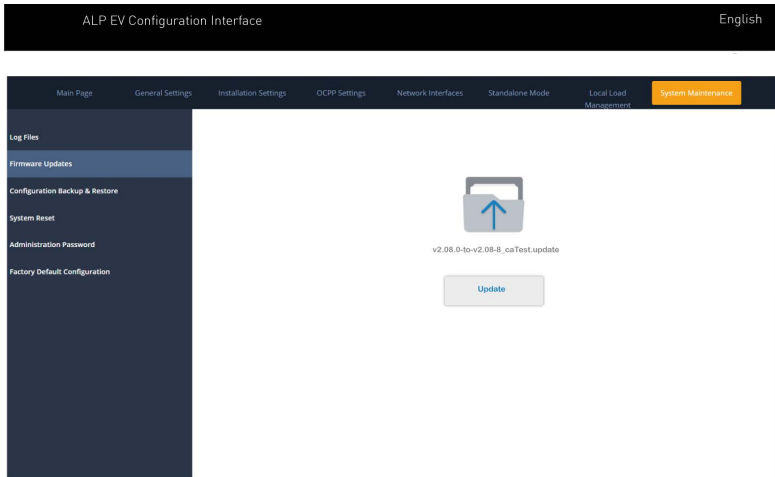 ALP EV Configuration Interface
English
Main Page
General Settings
Installation Settings
OCPP Settings
Network Interfaces
Standalone Mode
Local Load
Management
System Maintenance
Log Files
Firmware Updates
Configuration Backup & Restore
System Reset
Administration Password
Factory Default Configuration
v2.08.0-to-v2.08-8_caTest.update
Update